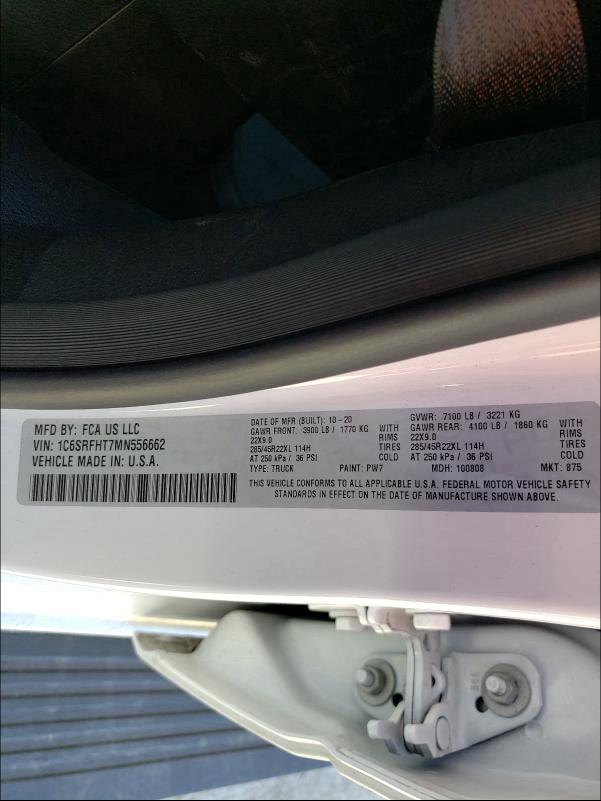 MFD BY: FCA US LLC
VIN: 1C6SRFHT7MN556662
VEHICLE MADE IN: U.S.A.
DATE OF MFR (BUILT): 10-20
GAWR FRONT: 3900 LB / 1770 KG WITH
22X9.0 RIMS
285/45R22XL 114H TIRES
AT 250 kPa / 36 PSI COLD
TYPE: TRUCK PAINT: PW7
GVWR: 7100 LB / 3221 KG
GAWR REAR: 4100 LB / 1860 KG WITH
22X9.0 RIMS
285/45R22XL 114H TIRES
AT 250 kPa / 36 PSI COLD
MDH: 100808 MKT: 875
THIS VEHICLE CONFORMS TO ALL APPLICABLE U.S.A. FEDERAL MOTOR VEHICLE SAFETY
STANDARDS IN EFFECT ON THE DATE OF MANUFACTURE SHOWN ABOVE.